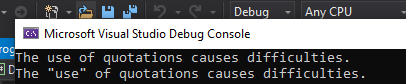 Debug
Any CPU
Microsoft Visual Studio Debug Console
The use of quotations causes difficulties.
The "use" of quotations causes difficulties.